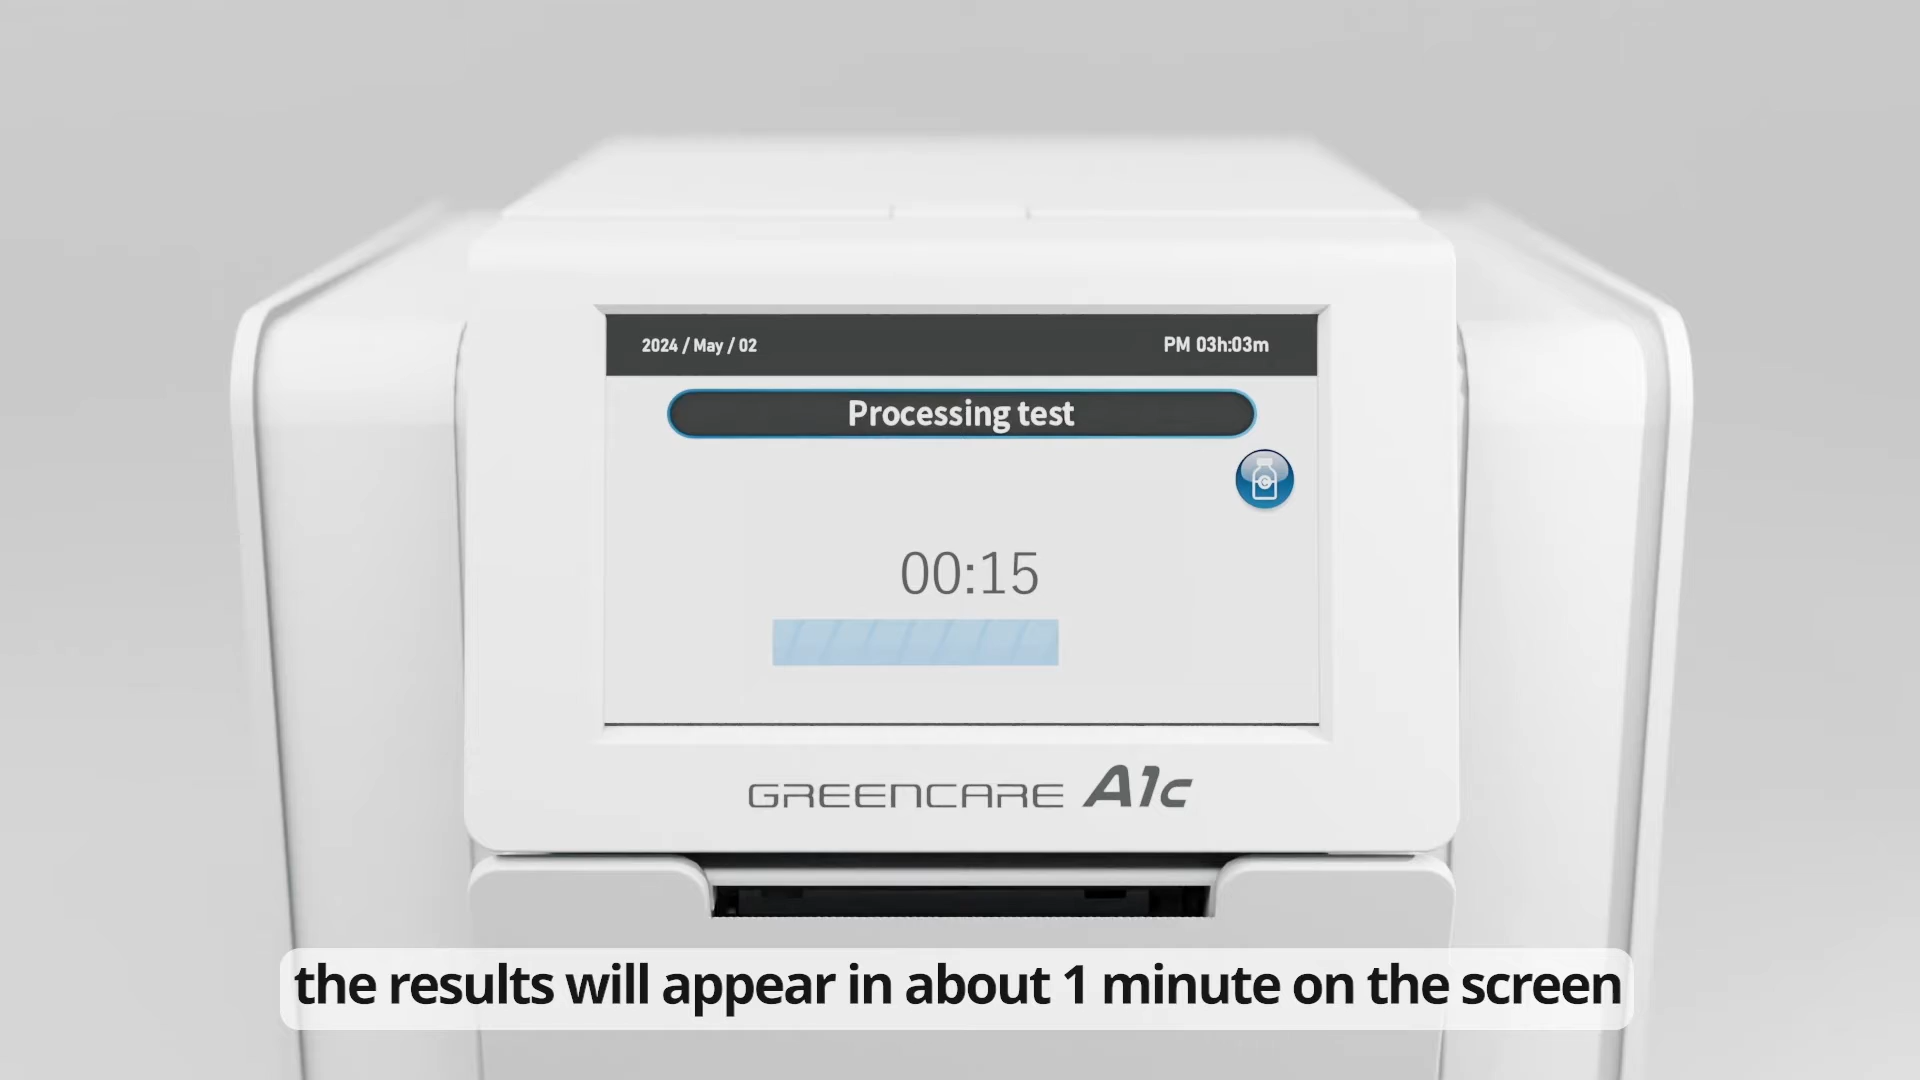 2024 / May / 02
PM 03h:03m
Processing test
00:15
GREENCARE A1c
the results will appear in about 1 minute on the screen